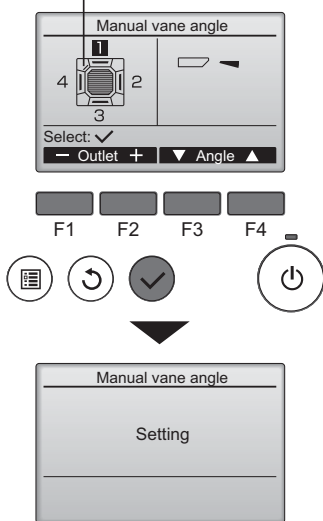 Manual vane angle
1
4 2
3
Select: ✓
− Outlet + ▼ Angle ▲
F1 F2 F3 F4
Manual vane angle
Setting